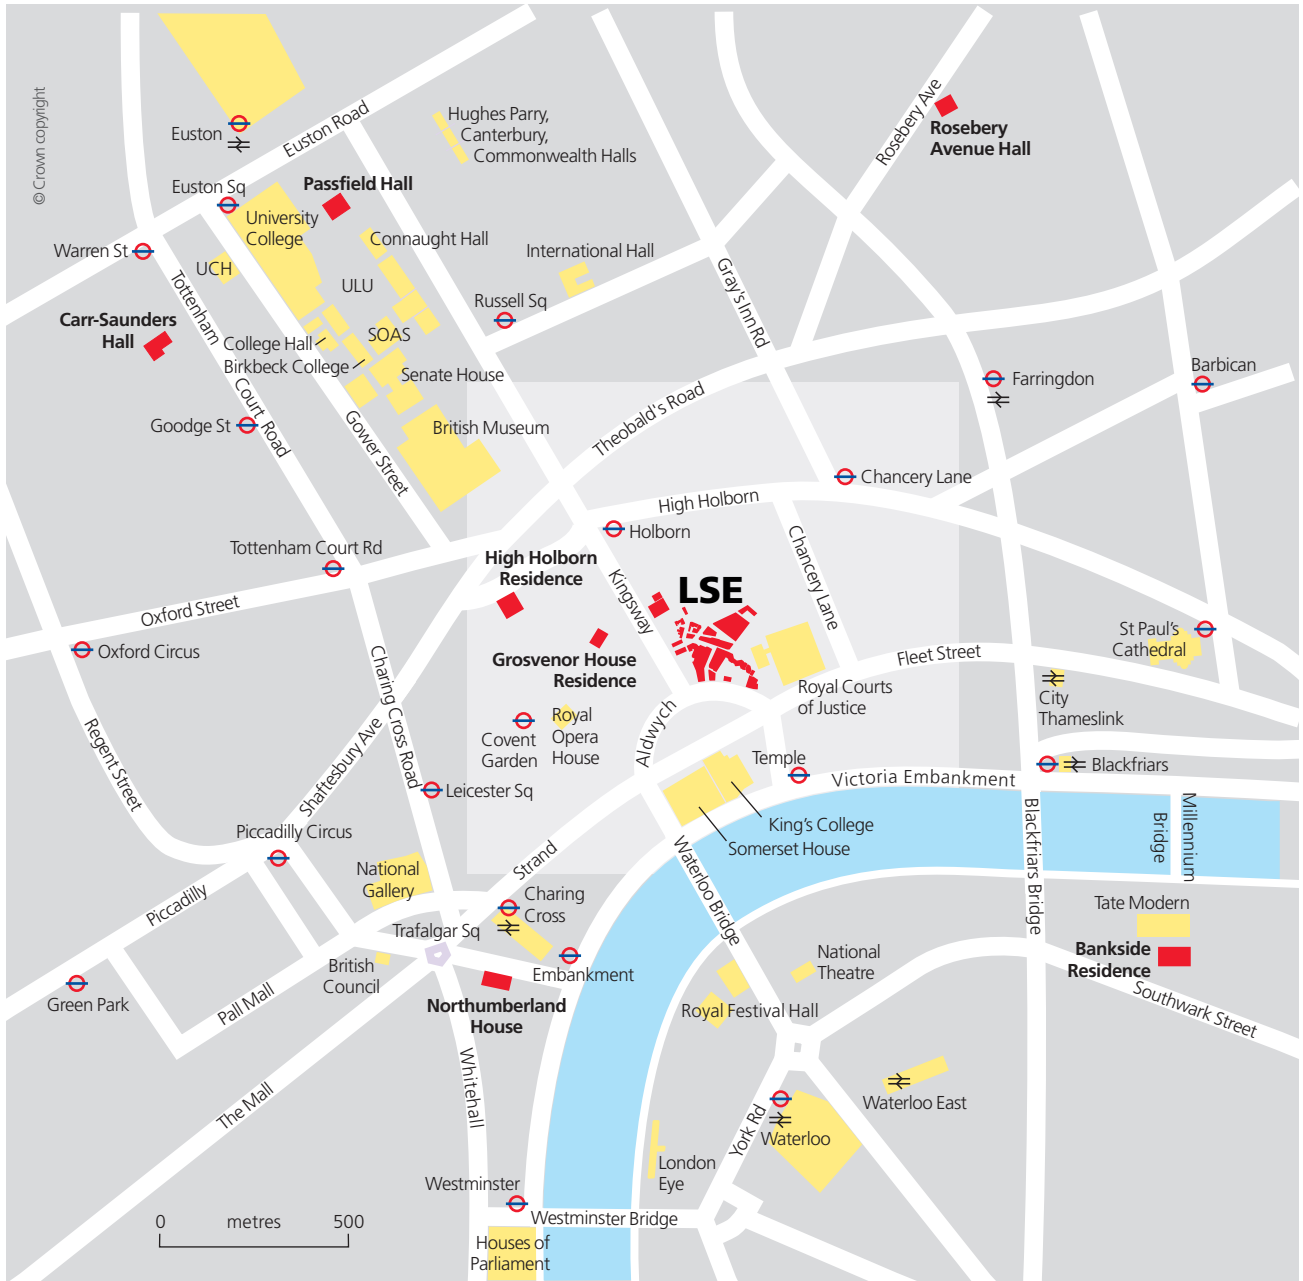 © Crown copyright
Euston
Euston Road
Hughes Parry,
Canterbury,
Commonwealth Halls
Rosebery Ave
Rosebery
Avenue Hall
Euston Sq
Passfield Hall
University
College
Connaught Hall
Warren St
UCH
International Hall
ULU
Russell Sq
Gray's Inn Rd
Tottenham
Court Road
Carr-Saunders
Hall
College Hall
Birkbeck College
SOAS
Senate House
Farringdon
Barbican
Goodge St
Gower Street
British Museum
Theobald's Road
Chancery Lane
High Holborn
Holborn
Chancery Lane
Tottenham Court Rd
High Holborn
Residence
Kingsway
LSE
Oxford Street
Oxford Circus
Grosvenor House
Residence
St Paul's
Cathedral
Fleet Street
Royal Courts
of Justice
City
Thameslink
Charing Cross Road
Regent Street
Shaftesbury Ave
Covent
Garden
Royal
Opera
House
Aldwych
Temple
Victoria Embankment
Blackfriars
Leicester Sq
King's College
Somerset House
Blackfriars Bridge
Millennium
Bridge
Piccadilly Circus
National
Gallery
Strand
Waterloo Bridge
Piccadilly
Charing
Cross
Trafalgar Sq
Tate Modern
Bankside
Residence
National
Theatre
British
Council
Embankment
Green Park
Pall Mall
Northumberland
House
Royal Festival Hall
Southwark Street
Whitehall
The Mall
Waterloo East
York Rd
Waterloo
London
Eye
Westminster
Westminster Bridge
0 metres 500
Houses of
Parliament